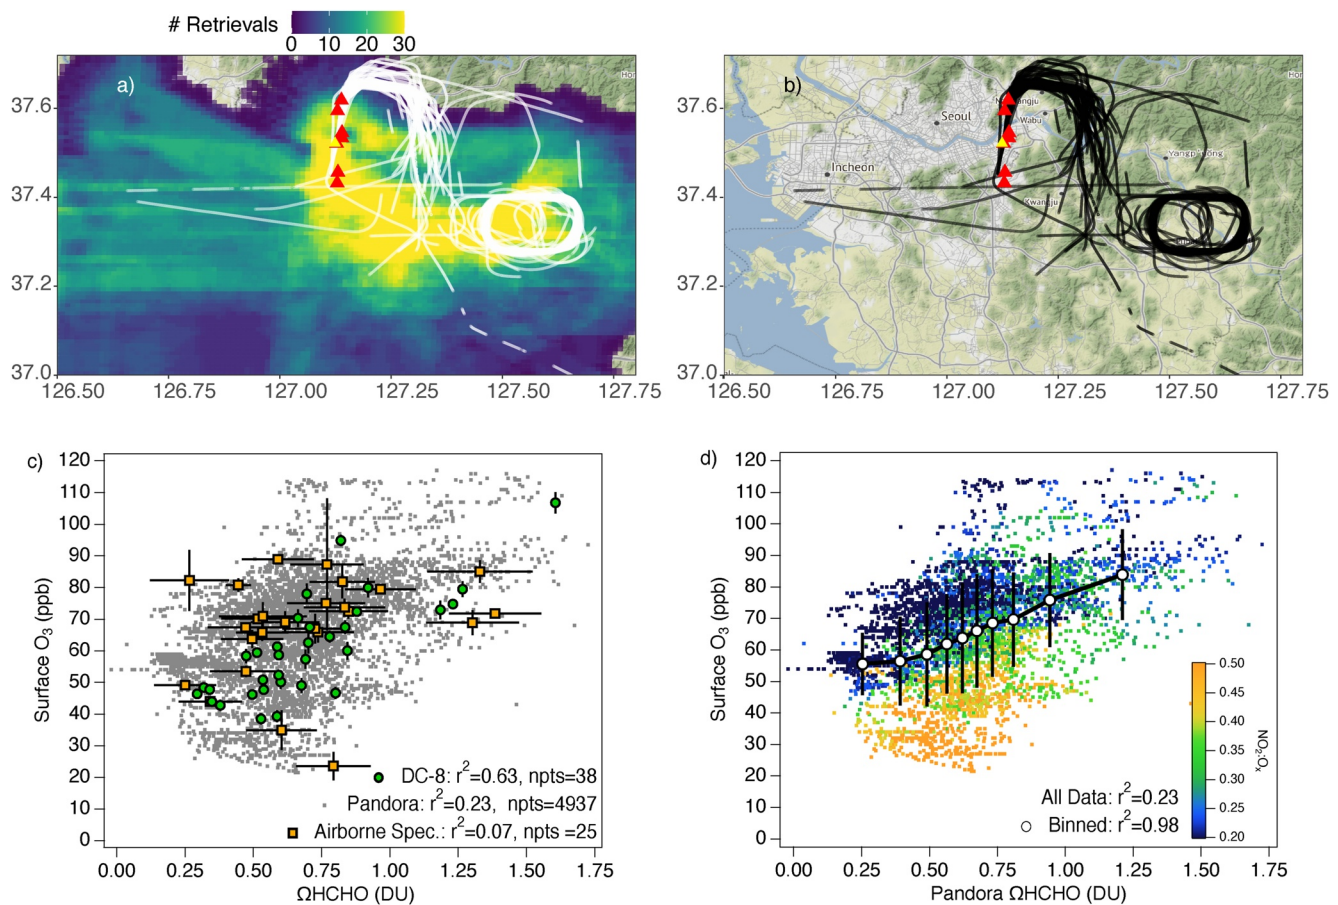 # Retrievals
0 10 20 30
a)
37.6
37.4
37.2
37.0
126.50 126.75 127.00 127.25 127.50 127.75
b)
Seoul
Wabu
Incheon
Yangp'yong
Kwangju
37.6
37.4
37.2
37.0
126.50 126.75 127.00 127.25 127.50 127.75
c)
Surface O3 (ppb)
120
110
100
90
80
70
60
50
40
30
20
10
0
DC-8: r²=0.63, npts=38
Pandora: r²=0.23, npts=4937
Airborne Spec.: r²=0.07, npts =25
0.00 0.25 0.50 0.75 1.00 1.25 1.50 1.75
ΩHCHO (DU)
d)
Surface O3 (ppb)
120
110
100
90
80
70
60
50
40
30
20
10
0
All Data: r²=0.23
Binned: r²=0.98
0.50
0.45
0.40
0.35
0.30
0.25
0.20
NO2:Ox
0.00 0.25 0.50 0.75 1.00 1.25 1.50 1.75
Pandora ΩHCHO (DU)